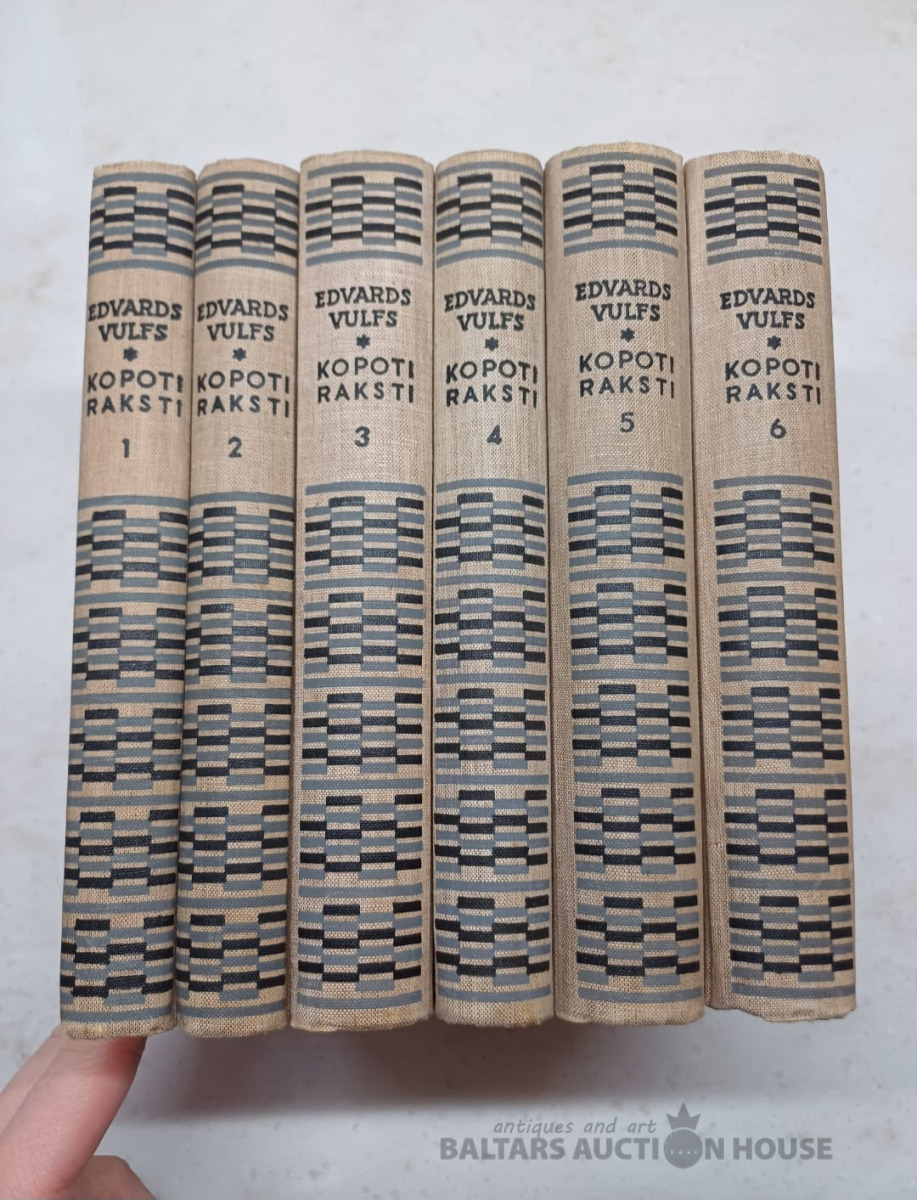 EDVARDS
VULFS
*
KOPOTI
RAKSTI
1
EDVARDS
VULFS
*
KOPOTI
RAKSTI
2
EDVARDS
VULFS
*
KOPOTI
RAKSTI
3
EDVARDS
VULFS
*
KOPOTI
RAKSTI
4
EDVARDS
VULFS
*
KOPOTI
RAKSTI
5
EDVARDS
VULFS
*
KOPOTI
RAKSTI
6
antiques and art
BALTARS AUCTION HOUSE